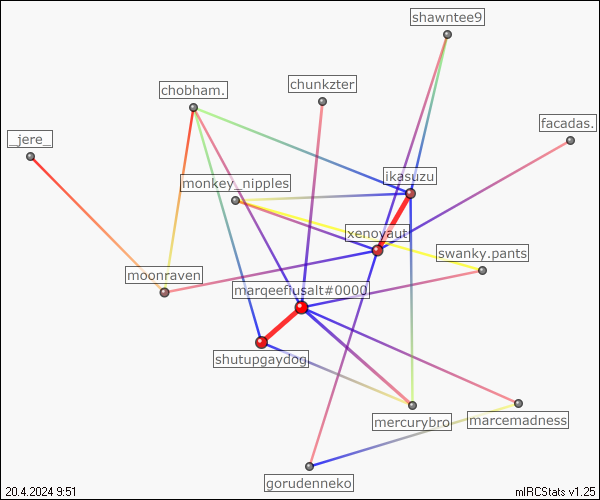 shawntee9
chobham.
chunkzter
facadas.
_jere_
ikasuzu
monkey_nipples
xenoyaut
swanky.pants
moonraven
marqeeflusalt#0000
shutupgaydog
mercurybro
marcemadness
gorudenneko
20.4.2024 9:51
mIRCStats v1.25